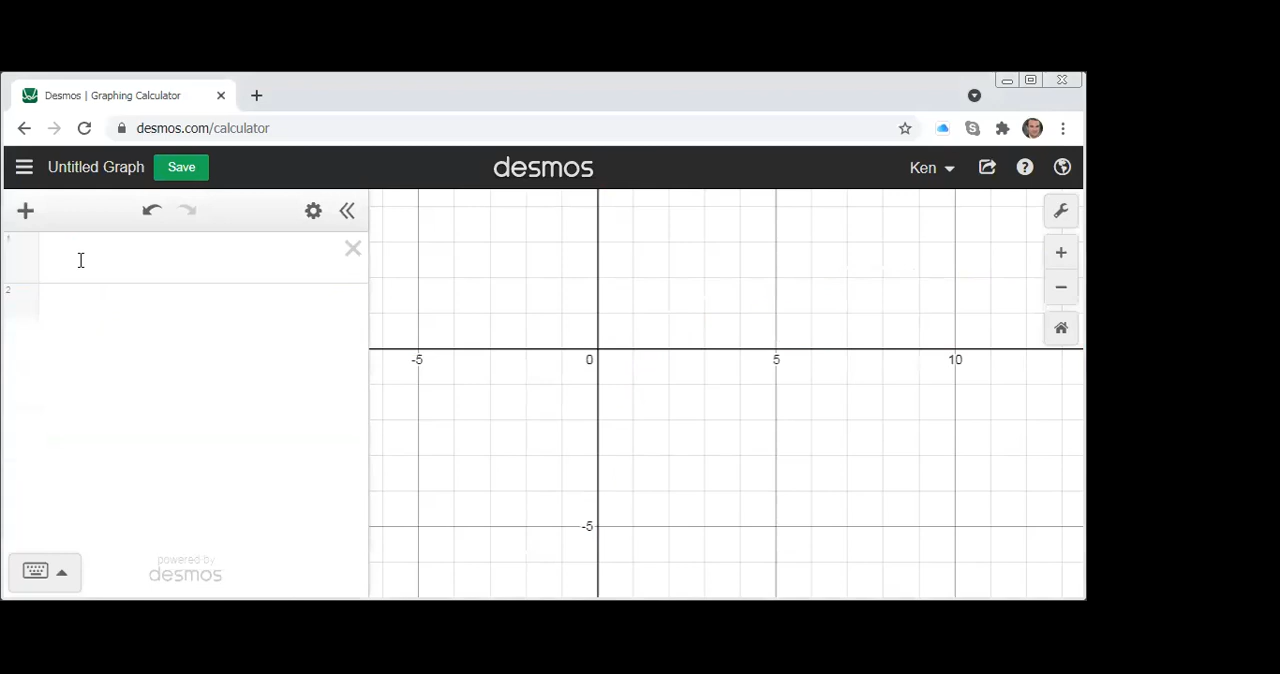 Desmos | Graphing Calculator
desmos.com/calculator
Untitled Graph Save desmos Ken
1
2
-5 0 5 10
-5
powered by
desmos